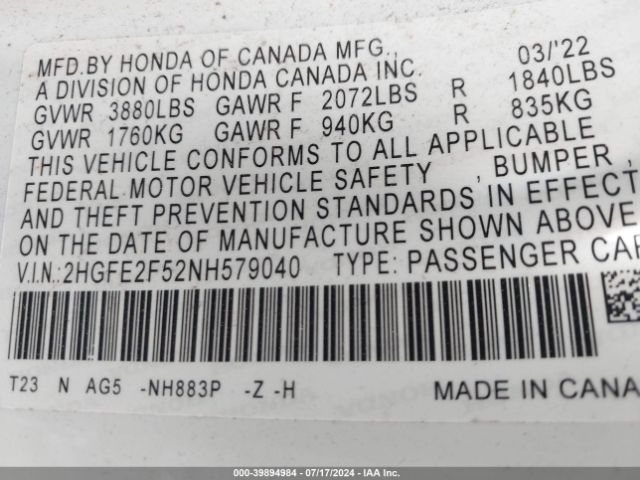 MFD.BY HONDA OF CANADA MFG., 03/'22
A DIVISION OF HONDA CANADA INC.
GVWR 3880LBS GAWR F 2072LBS R 1840LBS
GVWR 1760KG GAWR F 940KG R 835KG
THIS VEHICLE CONFORMS TO ALL APPLICABLE
FEDERAL MOTOR VEHICLE SAFETY , BUMPER ,
AND THEFT PREVENTION STANDARDS IN EFFECT
ON THE DATE OF MANUFACTURE SHOWN ABOVE
V.I.N.:2HGFE2F52NH579040 TYPE: PASSENGER CAR
T23 N AG5 -NH883P -Z -H MADE IN CANA
000-39894984 - 07/17/2024 - IAA Inc.